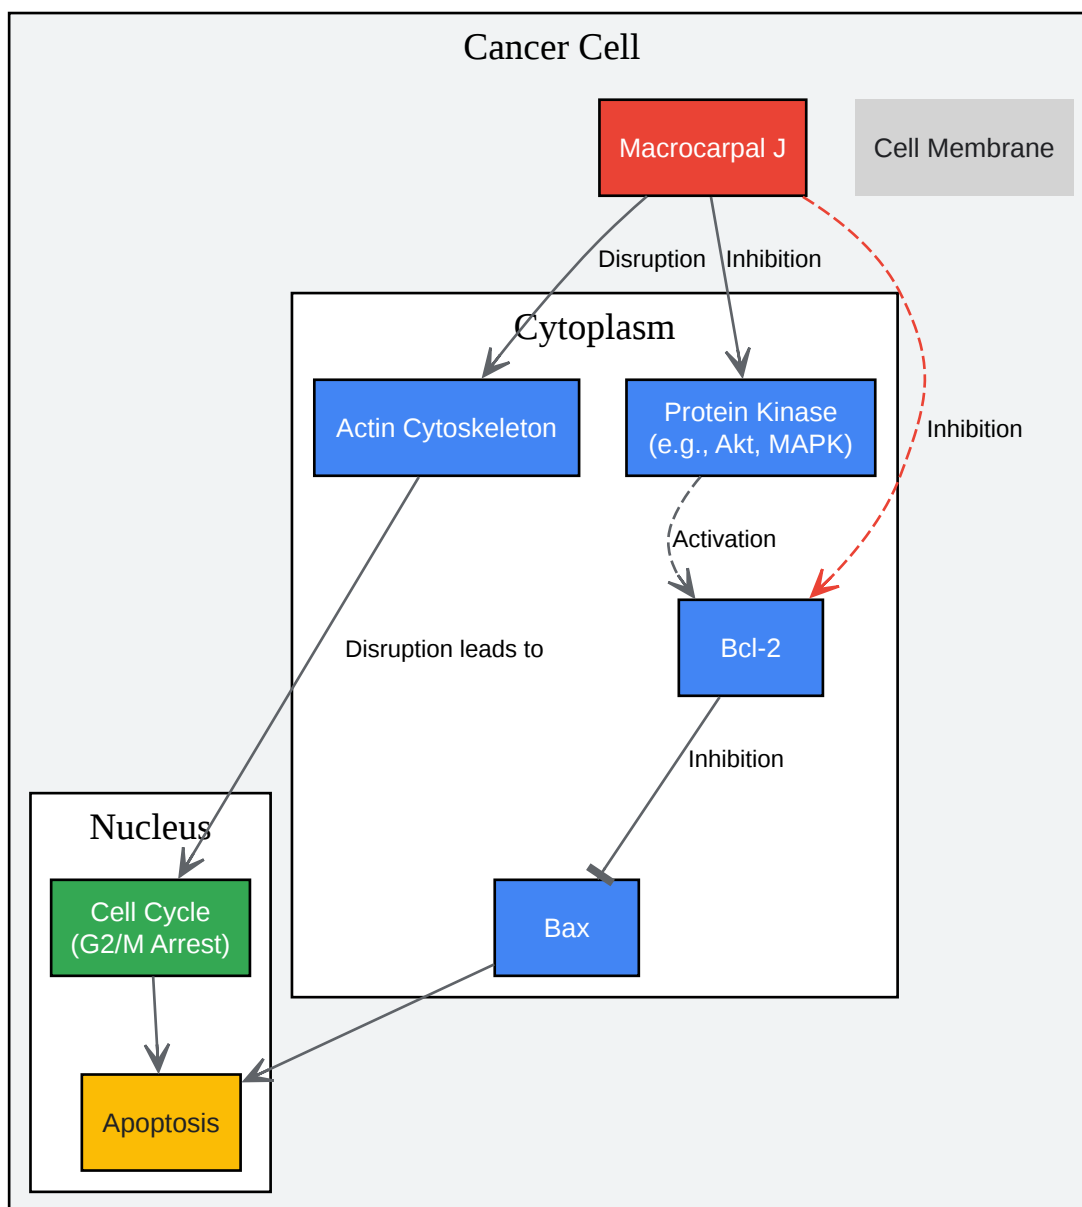 Cancer Cell
Macrocarpal J
Cell Membrane
Disruption
Inhibition
Cytoplasm
Actin Cytoskeleton
Protein Kinase
(e.g., Akt, MAPK)
Inhibition
Activation
Disruption leads to
Bcl-2
Inhibition
Nucleus
Cell Cycle
(G2/M Arrest)
Bax
Apoptosis